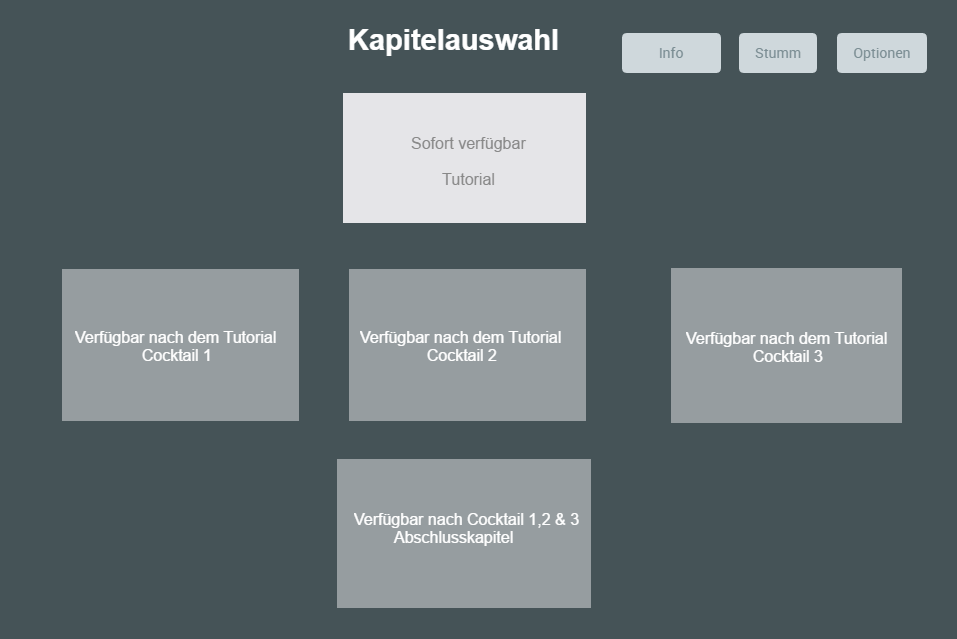 Kapitelauswahl
Info
Stumm
Optionen
Sofort verfügbar
Tutorial
Verfügbar nach dem Tutorial
Cocktail 1
Verfügbar nach dem Tutorial
Cocktail 2
Verfügbar nach dem Tutorial
Cocktail 3
Verfügbar nach Cocktail 1,2 & 3
Abschlusskapitel